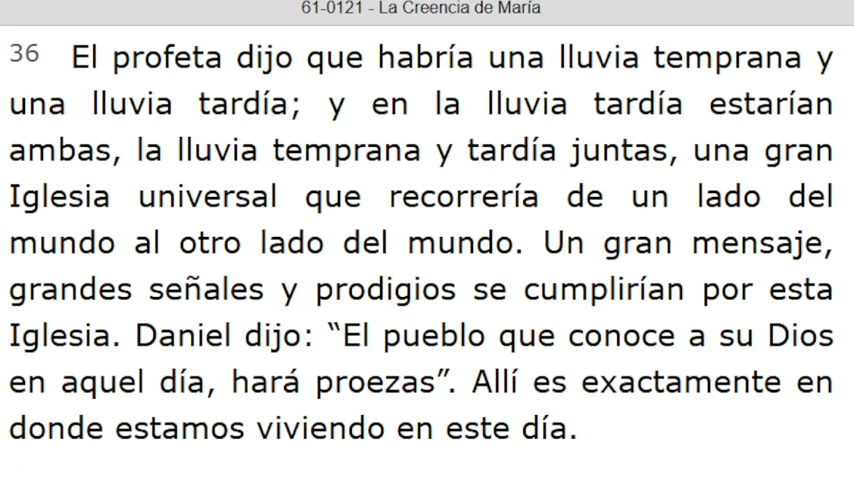 61-0121 - La Creencia de María
36 El profeta dijo que habría una lluvia temprana y
una lluvia tardía; y en la lluvia tardía estarían
ambas, la lluvia temprana y tardía juntas, una gran
Iglesia universal que recorrería de un lado del
mundo al otro lado del mundo. Un gran mensaje,
grandes señales y prodigios se cumplirían por esta
Iglesia. Daniel dijo: “El pueblo que conoce a su Dios
en aquel día, hará proezas”. Allí es exactamente en
donde estamos viviendo en este día.